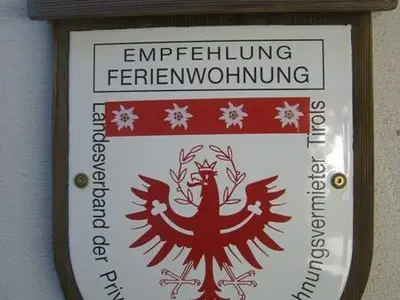 EMPFEHLUNG
FERIENWOHNUNG
Landesverband der
Tirols